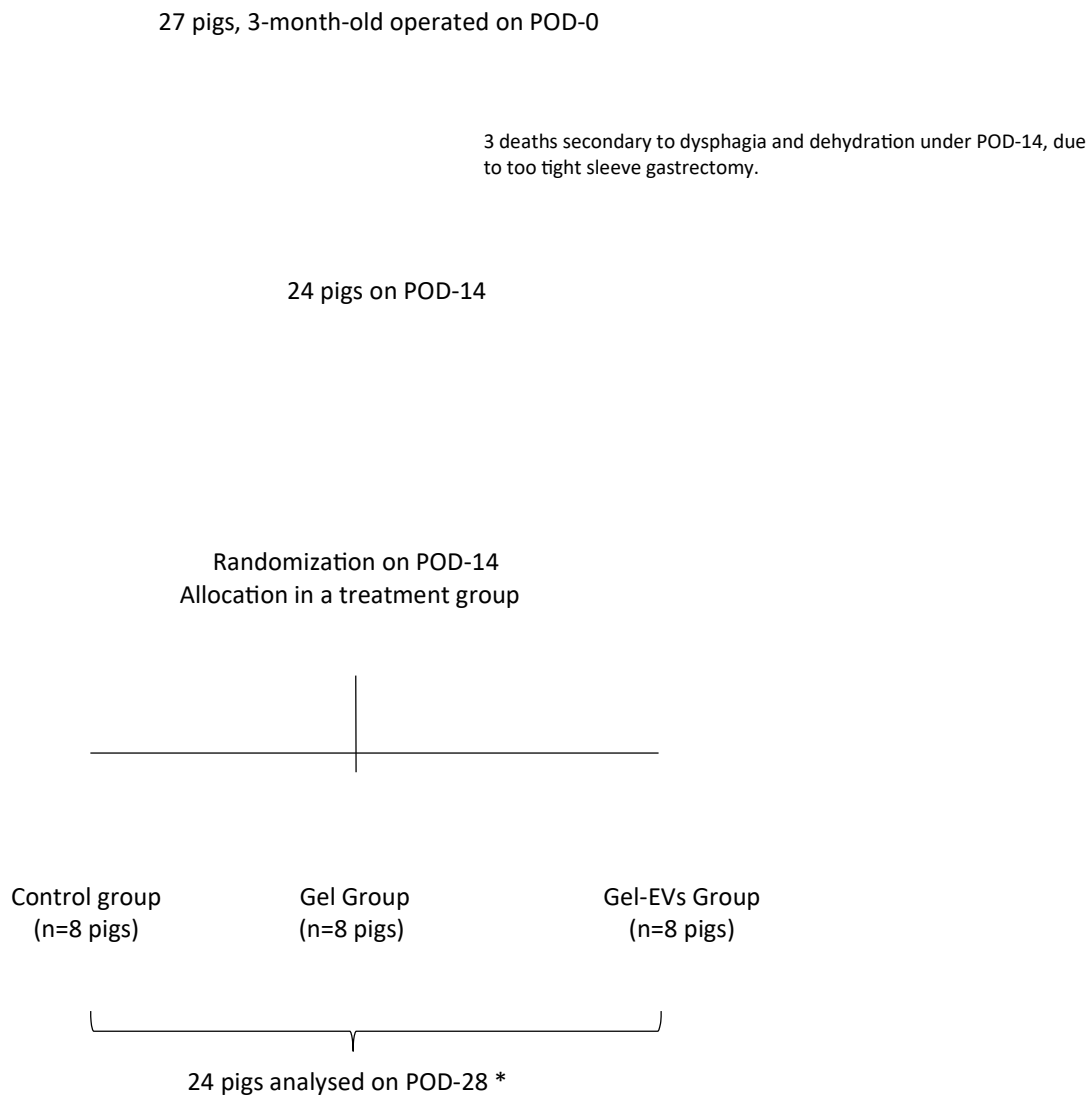 27 pigs, 3-month-old operated on POD-0
3 deaths secondary to dysphagia and dehydration under POD-14, due
to too tight sleeve gastrectomy.
24 pigs on POD-14
Randomization on POD-14
Allocation in a treatment group
Control group
(n=8 pigs)
Gel Group
(n=8 pigs)
Gel-EVs Group
(n=8 pigs)
24 pigs analysed on POD-28 *